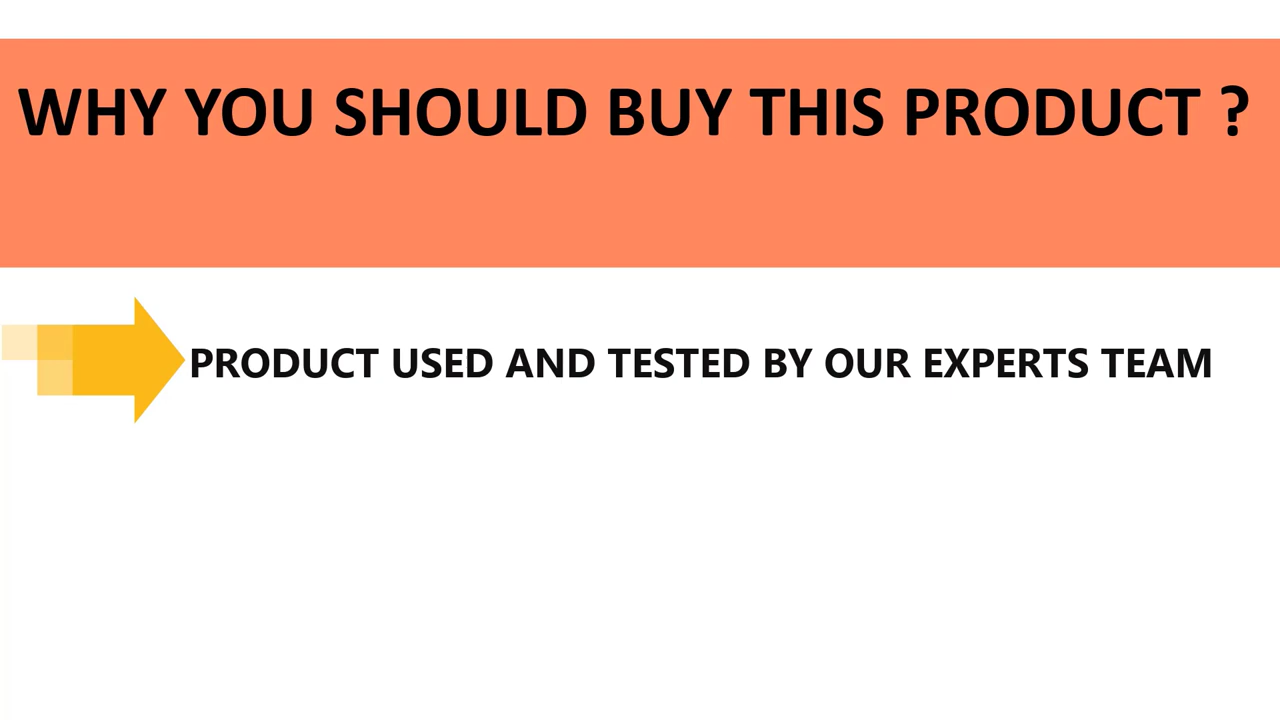 WHY YOU SHOULD BUY THIS PRODUCT ?
PRODUCT USED AND TESTED BY OUR EXPERTS TEAM